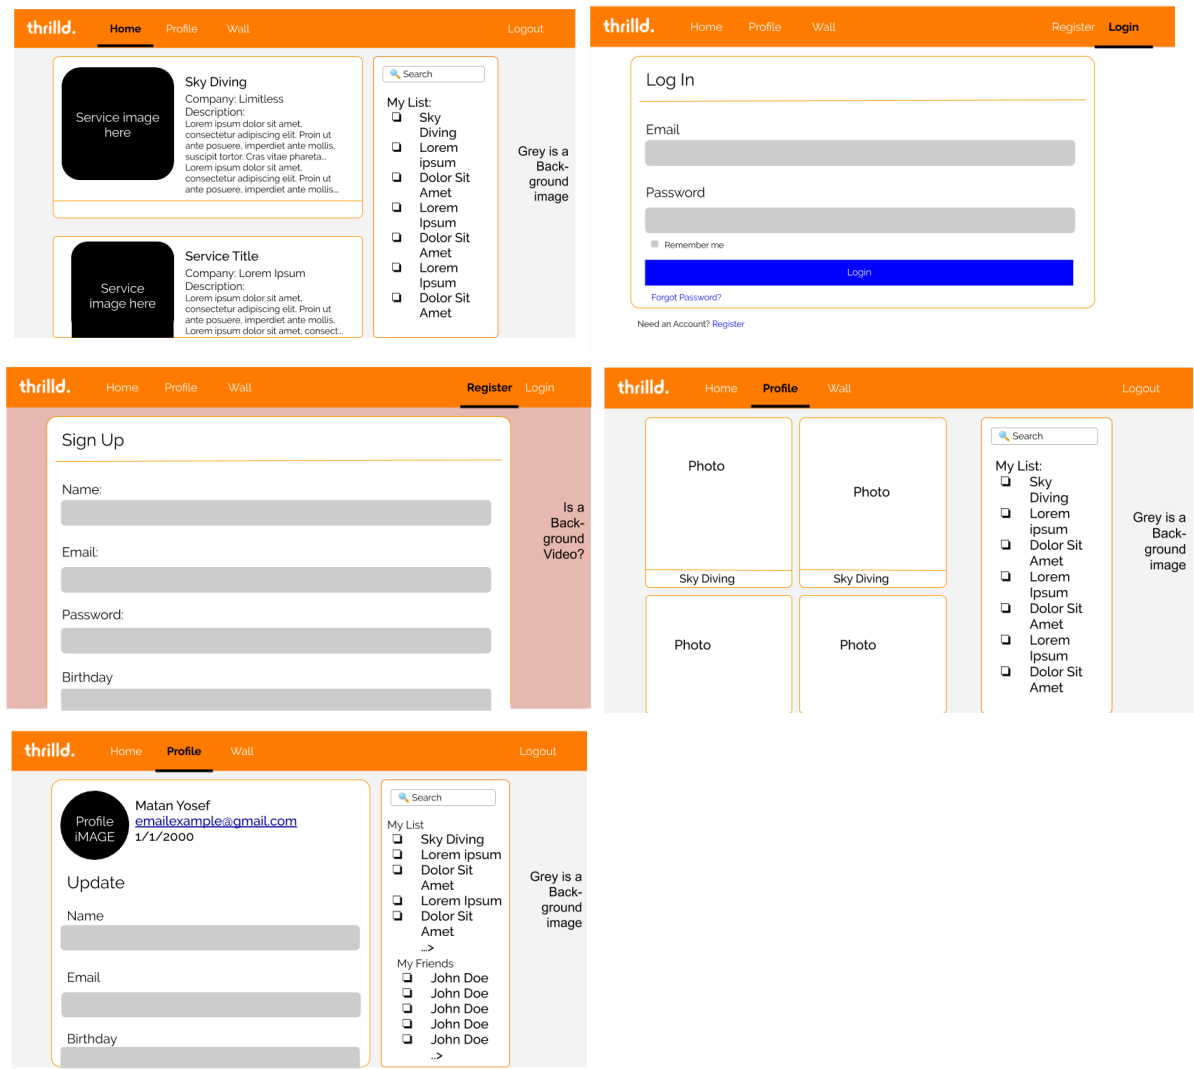 thrilld.
Home
Profile
Wall
Logout
Service image
here
Sky Diving
Company: Limitless
Description:
Lorem ipsum dolor sit amet,
consectetur adipiscing elit. Proin ut
ante posuere, imperdiet ante mollis,
suscipit tortor. Cras vitae phareta...
Lorem ipsum dolor sit amet,
consectetur adipiscing elit. Proin ut
ante posuere, imperdiet ante mollis...
Service
image here
Service Title
Company: Lorem Ipsum
Description:
Lorem ipsum dolor sit amet,
consectetur adipiscing elit. Proin ut
ante posuere, imperdiet ante mollis,
Lorem ipsum dolor sit amet, consect...
Search
My List:
Sky
Diving
Lorem
ipsum
Dolor Sit
Amet
Lorem
Ipsum
Dolor Sit
Amet
Lorem
Ipsum
Dolor Sit
Amet
Grey is a
Back-
ground
image
thrilld.
Home
Profile
Wall
Register
Login
Log In
Email
Password
Remember me
Login
Forgot Password?
Need an Account? Register
thrilld.
Home
Profile
Wall
Register
Login
Sign Up
Name:
Email:
Password:
Birthday
Is a
Back-
ground
Video?
thrilld.
Home
Profile
Wall
Logout
Photo
Sky Diving
Photo
Sky Diving
Photo
Photo
Search
My List:
Sky
Diving
Lorem
ipsum
Dolor Sit
Amet
Lorem
Ipsum
Dolor Sit
Amet
Lorem
Ipsum
Dolor Sit
Amet
Grey is a
Back-
ground
image
thrilld.
Home
Profile
Wall
Logout
Profile
iMAGE
Matan Yosef
emailexample@gmail.com
1/1/2000
Update
Name
Email
Birthday
Search
My List
Sky Diving
Lorem ipsum
Dolor Sit
Amet
Lorem Ipsum
Dolor Sit
Amet
...>
My Friends
John Doe
John Doe
John Doe
John Doe
John Doe
..>
Grey is a
Back-
ground
image